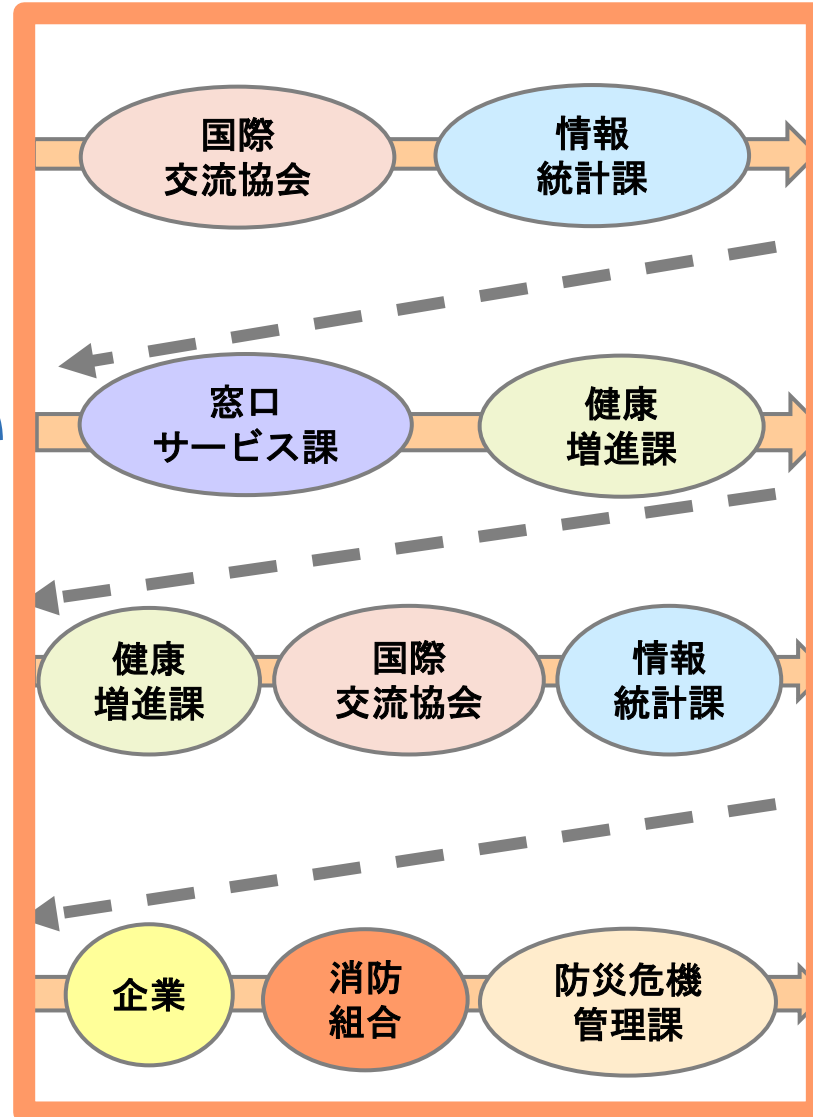 国際
交流協会
情報
統計課
窓口
サービス課
健康
増進課
健康
増進課
国際
交流協会
情報
統計課
企業
消防
組合
防災危機
管理課